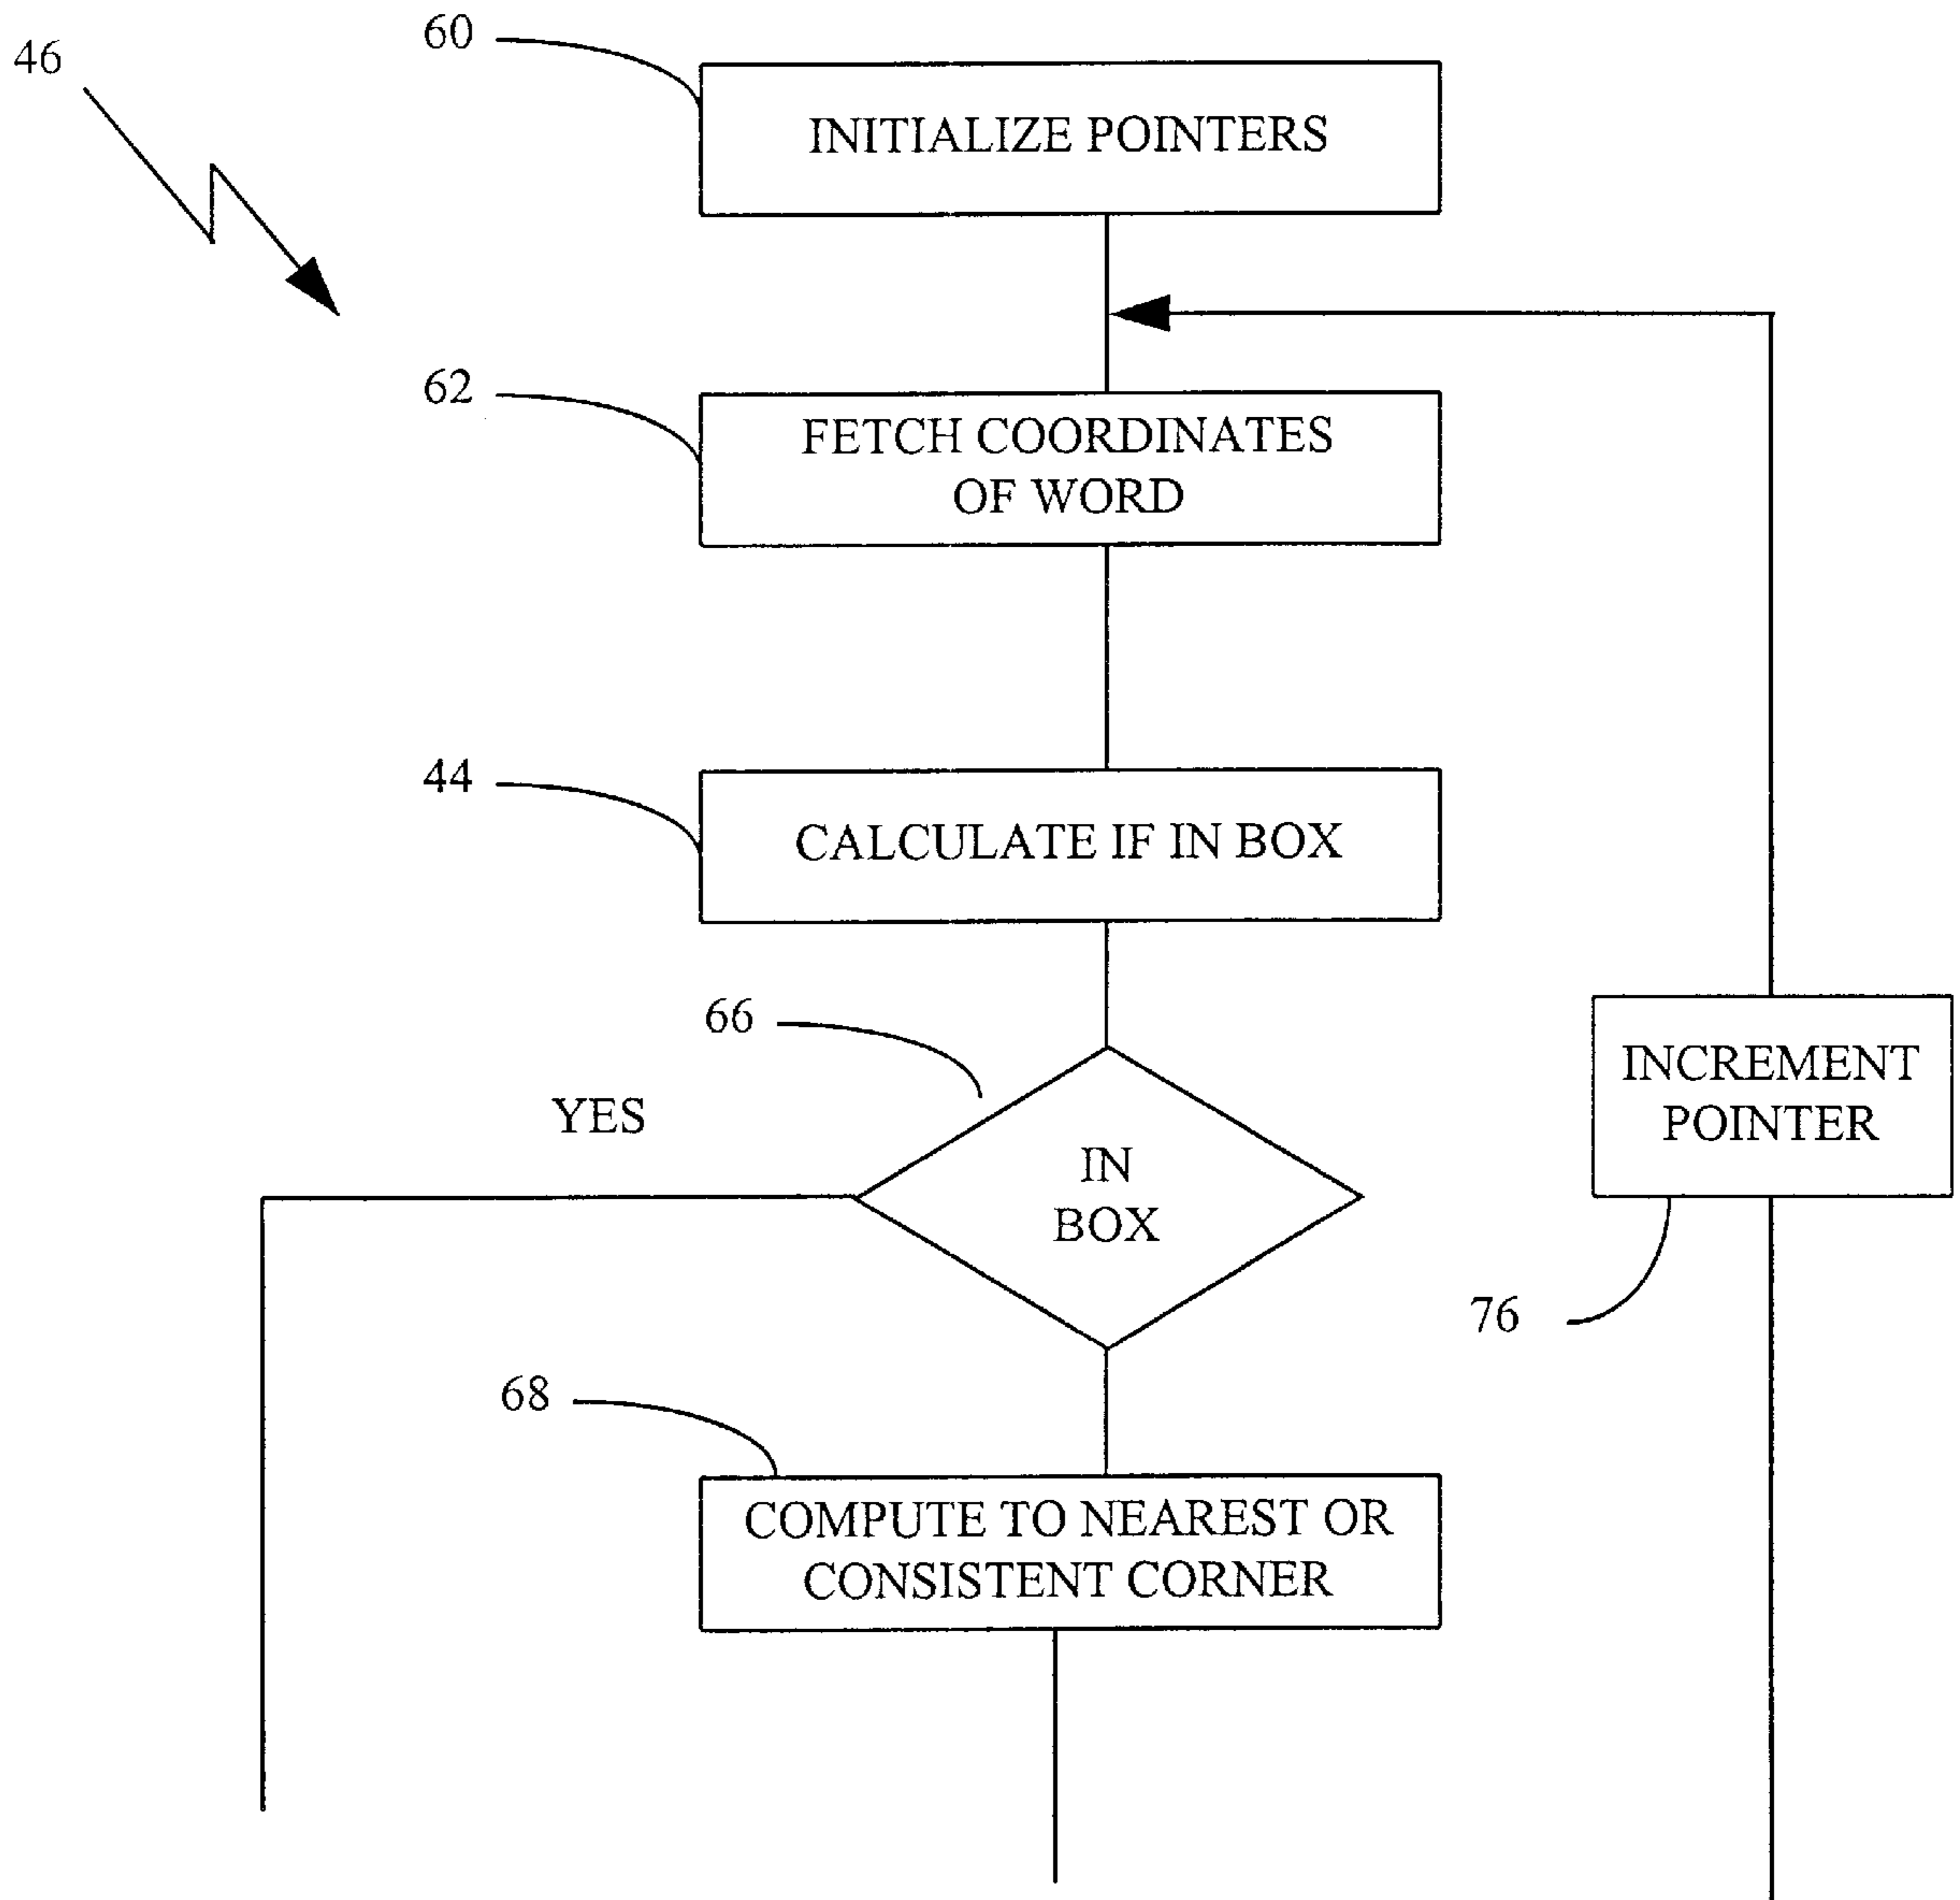 46
60
INITIALIZE POINTERS
62
FETCH COORDINATES
OF WORD
44
CALCULATE IF IN BOX
66
YES
IN
BOX
INCREMENT
POINTER
76
68
COMPUTE TO NEAREST OR
CONSISTENT CORNER